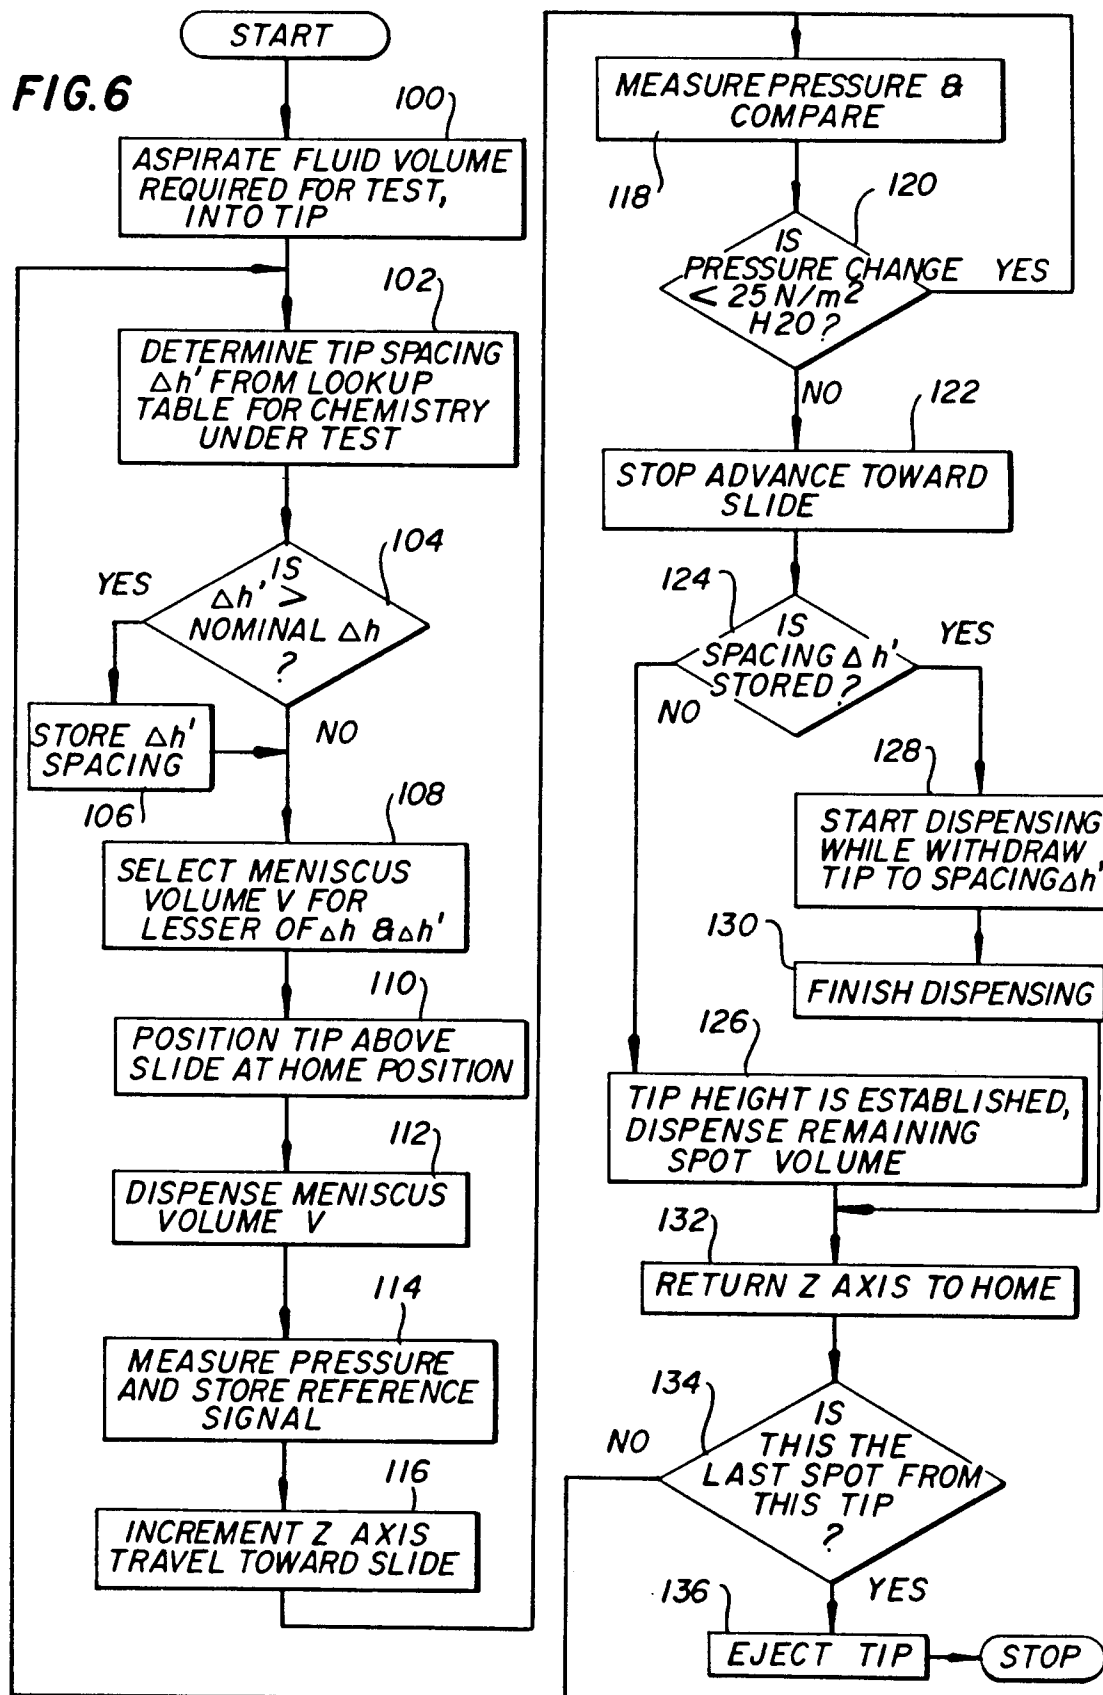 START
FIG.6
100
ASPIRATE FLUID VOLUME
REQUIRED FOR TEST,
INTO TIP
102
DETERMINE TIP SPACING
Δh' FROM LOOKUP
TABLE FOR CHEMISTRY
UNDER TEST
104
YES
IS
Δh' >
NOMINAL Δh
?
NO
STORE Δh'
SPACING
106
108
SELECT MENISCUS
VOLUME V FOR
LESSER OF Δh & Δh'
110
POSITION TIP ABOVE
SLIDE AT HOME POSITION
112
DISPENSE MENISCUS
VOLUME V
114
MEASURE PRESSURE
AND STORE REFERENCE
SIGNAL
116
INCREMENT Z AXIS
TRAVEL TOWARD SLIDE
MEASURE PRESSURE &
COMPARE
118
120
IS
PRESSURE CHANGE
< 25 N/m2
H20?
YES
NO
122
STOP ADVANCE TOWARD
SLIDE
124
IS
SPACING Δh'
STORED?
YES
NO
128
START DISPENSING
WHILE WITHDRAW
TIP TO SPACING Δh'
130
FINISH DISPENSING
126
TIP HEIGHT IS ESTABLISHED,
DISPENSE REMAINING
SPOT VOLUME
132
RETURN Z AXIS TO HOME
134
IS
THIS THE
LAST SPOT FROM
THIS TIP
?
NO
YES
136
EJECT TIP
STOP